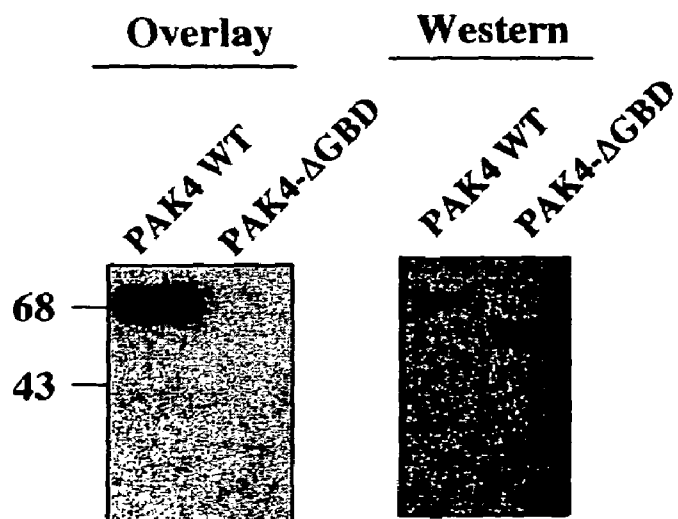 Overlay
Western
PAK4 WT
PAK4-ΔGBD
PAK4 WT
PAK4-ΔGBD
68
43